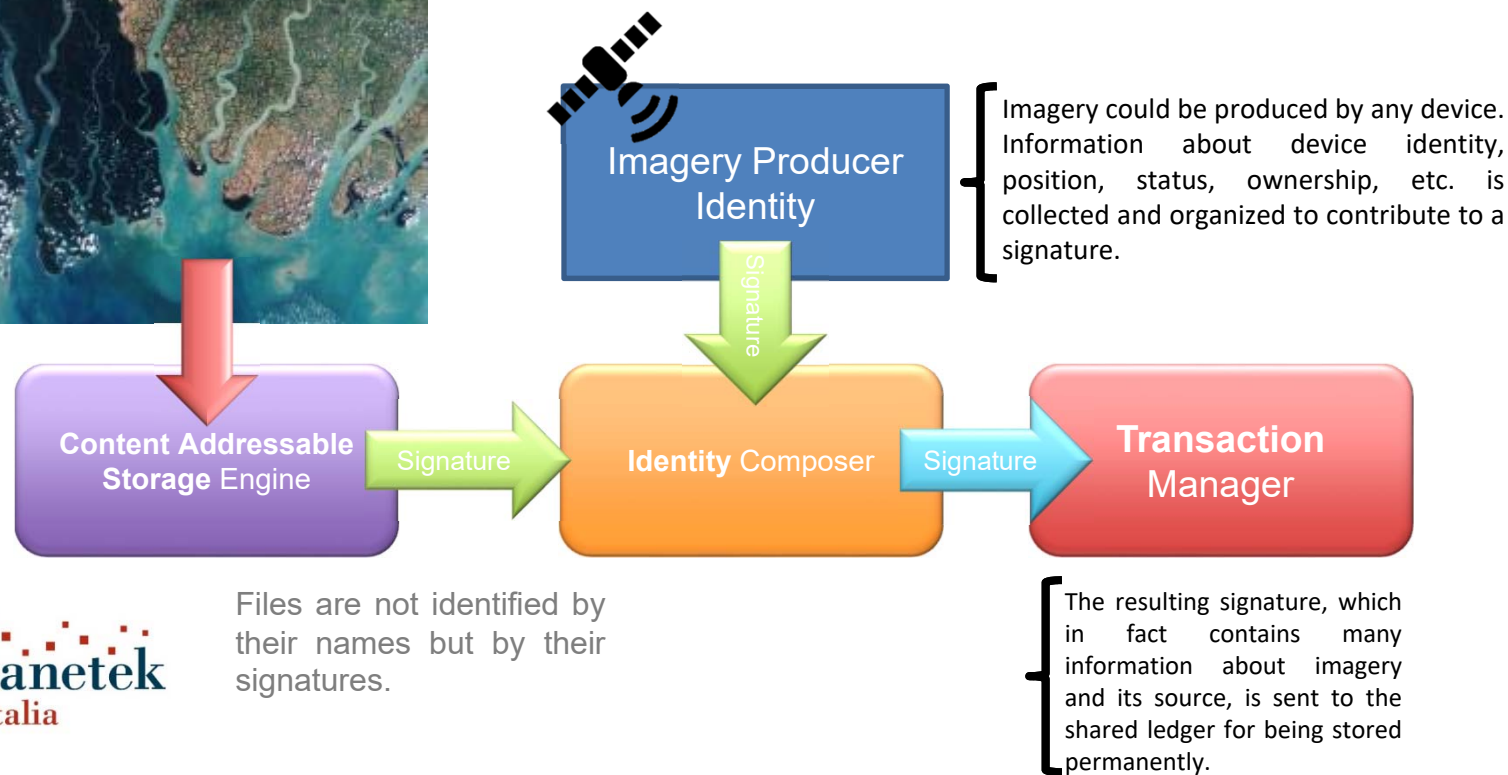 Imagery Producer
Identity
Imagery could be produced by any device.
Information about device identity,
position, status, ownership, etc. is
collected and organized to contribute to a
signature.
Signature
Content Addressable
Storage Engine
Signature
Identity Composer
Signature
Transaction
Manager
Files are not identified by
their names but by their
signatures.
anetek
talia
The resulting signature, which
in fact contains many
information about imagery
and its source, is sent to the
shared ledger for being stored
permanently.